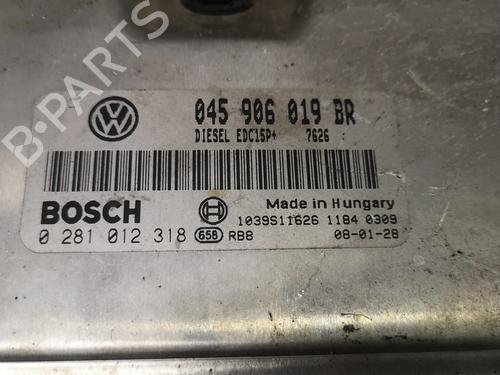 045 906 019 BR
DIESEL EDC15P+ 7626
BOSCH
Made in Hungary
1039S11626 1184 0309
0 281 012 318 658 RB8 08-01-28
B-PARTS